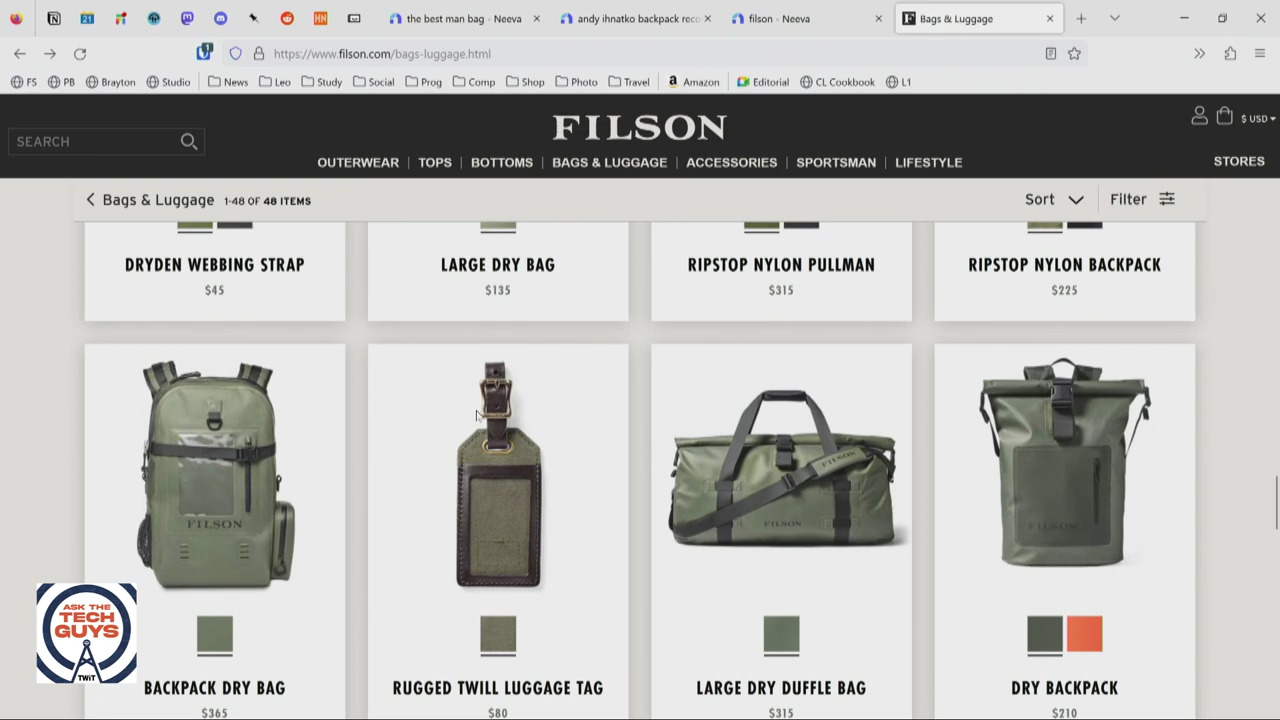 the best man bag - Neeva
andy ihnatko backpack reco
filson - Neeva
Bags & Luggage
https://www.filson.com/bags-luggage.html
FS
PB
Brayton
Studio
News
Leo
Study
Social
Prog
Comp
Shop
Photo
Travel
Amazon
Editorial
CL Cookbook
L1
SEARCH
FILSON
$ USD
OUTERWEAR | TOPS | BOTTOMS | BAGS & LUGGAGE | ACCESSORIES | SPORTSMAN | LIFESTYLE
STORES
Bags & Luggage 1-48 OF 48 ITEMS
Sort
Filter
DRYDEN WEBBING STRAP
$45
LARGE DRY BAG
$135
RIPSTOP NYLON PULLMAN
$315
RIPSTOP NYLON BACKPACK
$225
FILSON
FILSON
FILSON
FILSON
BACKPACK DRY BAG
$365
RUGGED TWILL LUGGAGE TAG
$80
LARGE DRY DUFFLE BAG
$315
DRY BACKPACK
$210
ASK THE
TECH
GUYS
TWiT